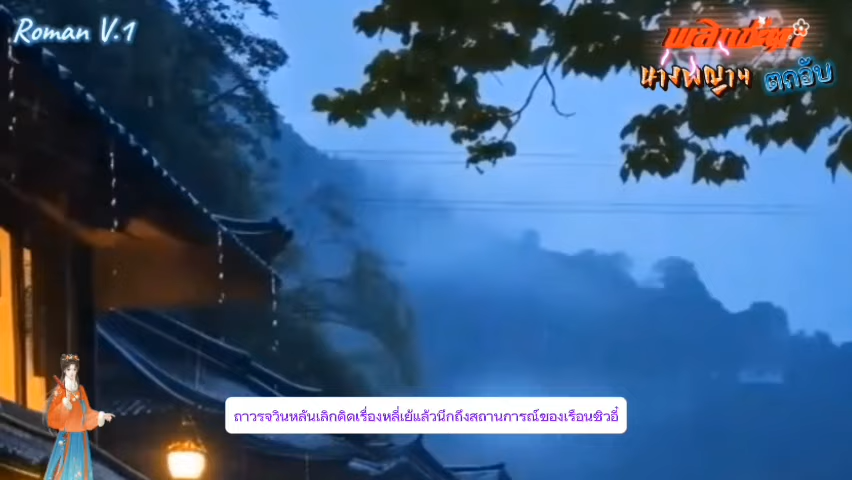 Roman V.1
พลิกชะตา
นางพญาฯ
ตกอับ
ถาวรจวินหลันเลิกคิดเรื่องหลี่เย้แล้วนึกถึงสถานการณ์ของเรือนชิวอี๋